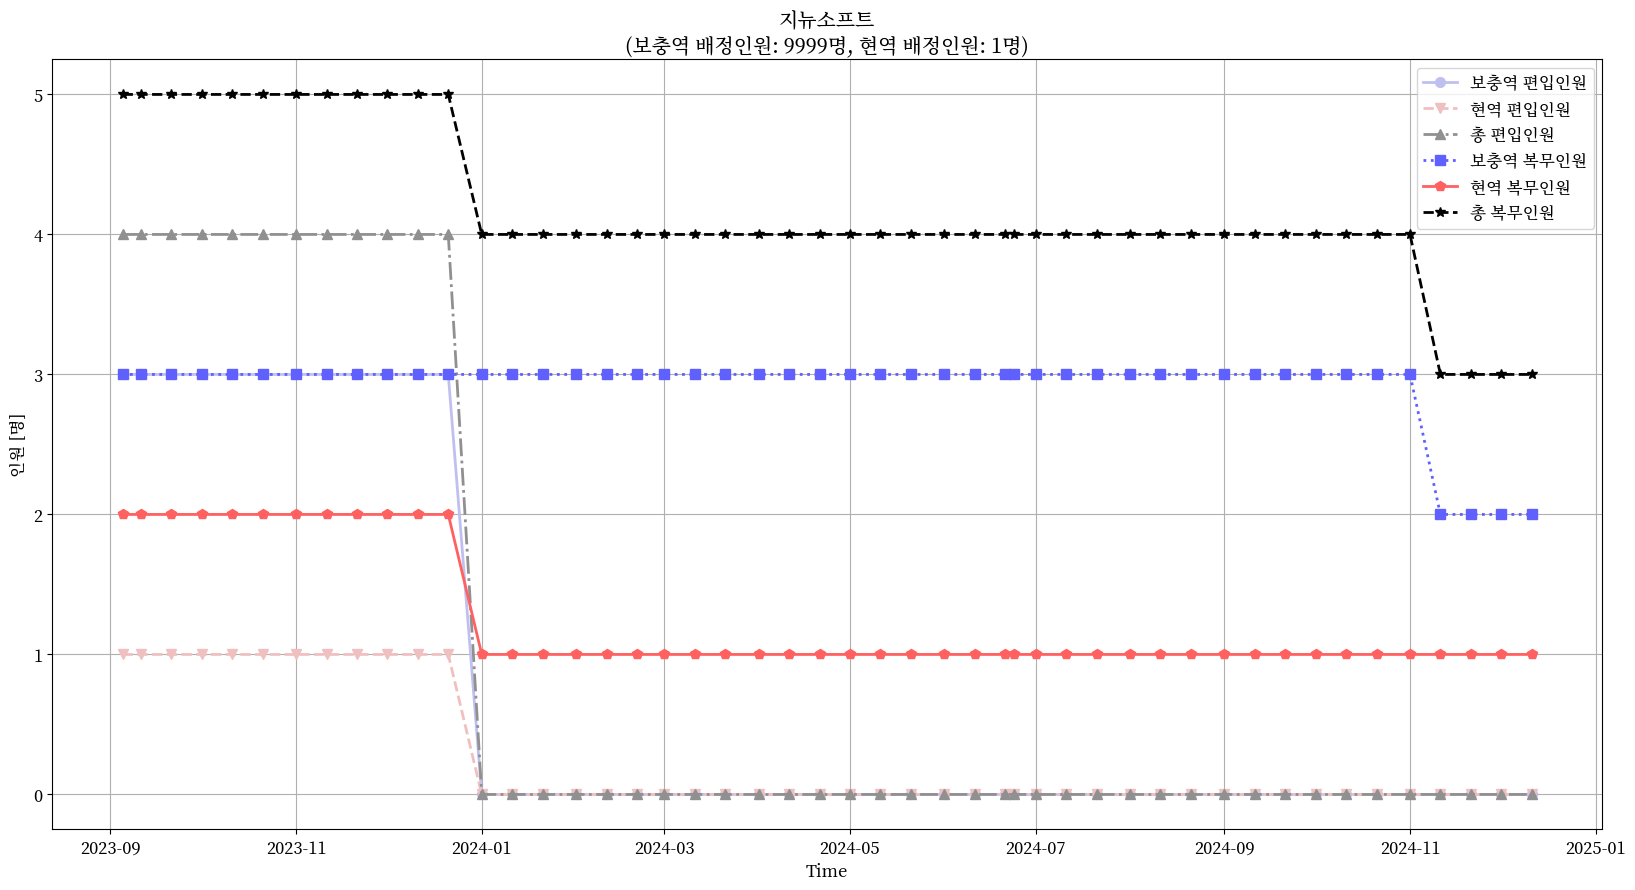 지뉴소프트
(보충역 배정인원: 9999명, 현역 배정인원: 1명)
보충역 편입인원
현역 편입인원
총 편입인원
보충역 복무인원
현역 복무인원
총 복무인원
5
4
3
2
1
0
인원 [명]
2023-09 2023-11 2024-01 2024-03 2024-05 2024-07 2024-09 2024-11 2025-01
Time